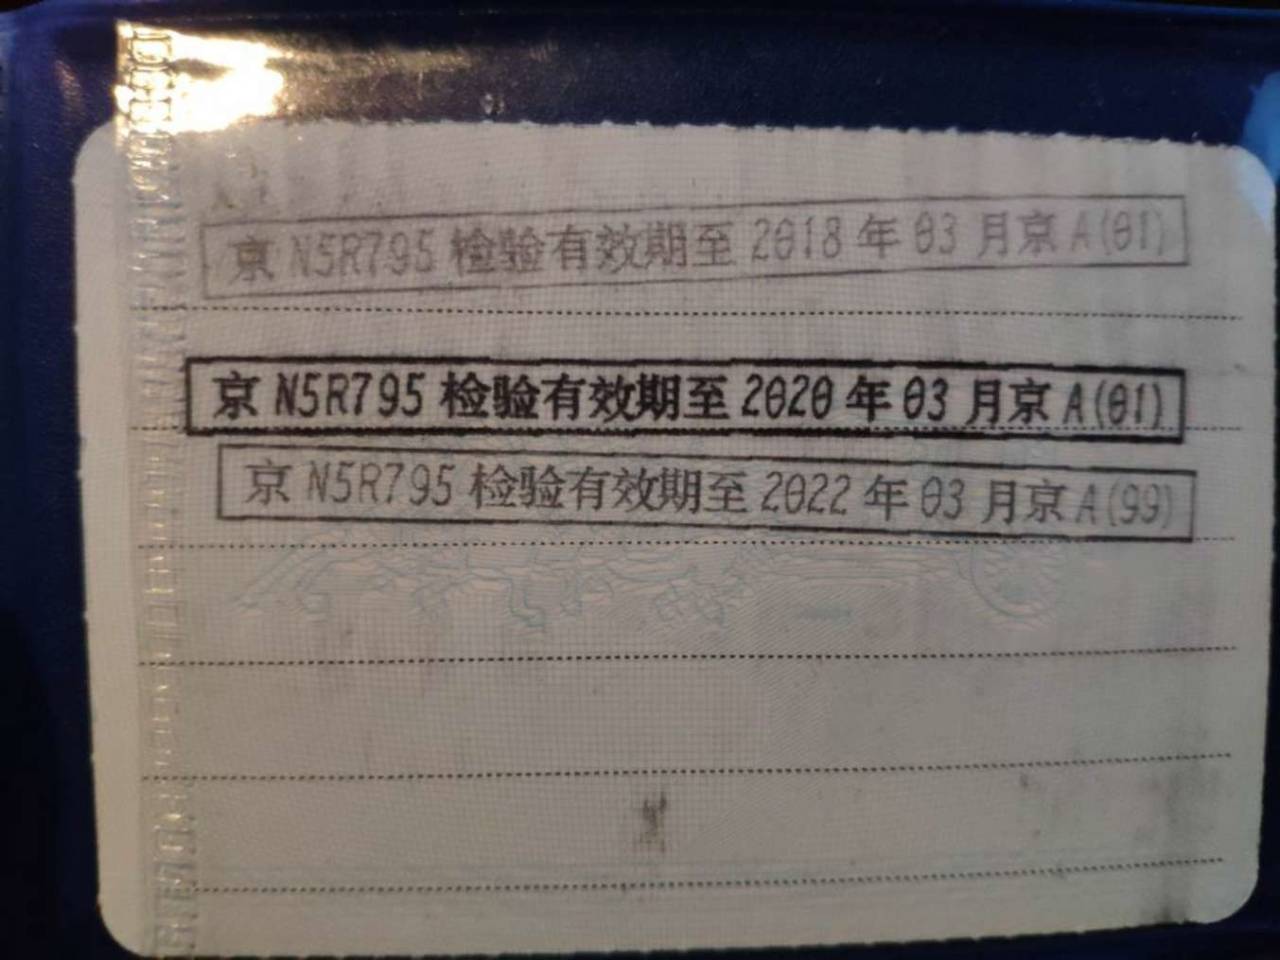 京 N5R795 检验有效期至 2018 年 03 月京 A(01)
京 N5R795 检验有效期至 2020 年 03 月京 A(01)
京 N5R795 检验有效期至 2022 年 03 月京 A(99)